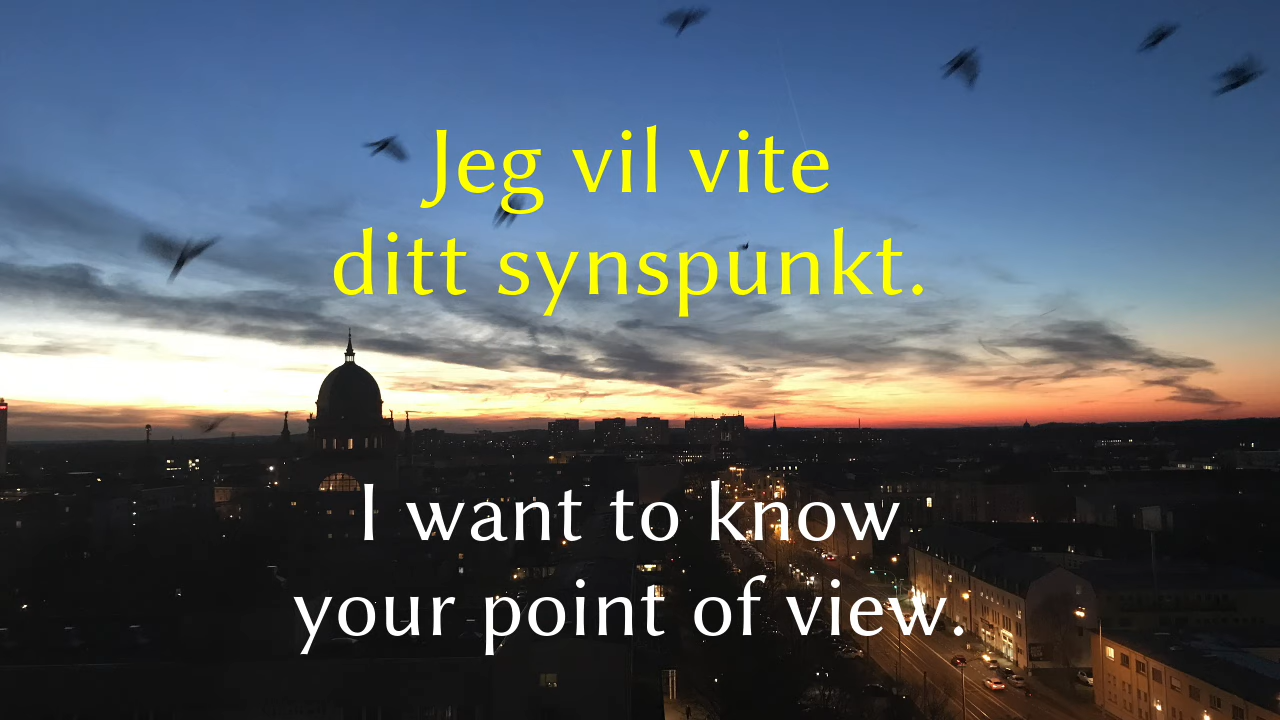 Jeg vil vite
ditt synspunkt.
I want to know
your point of view.